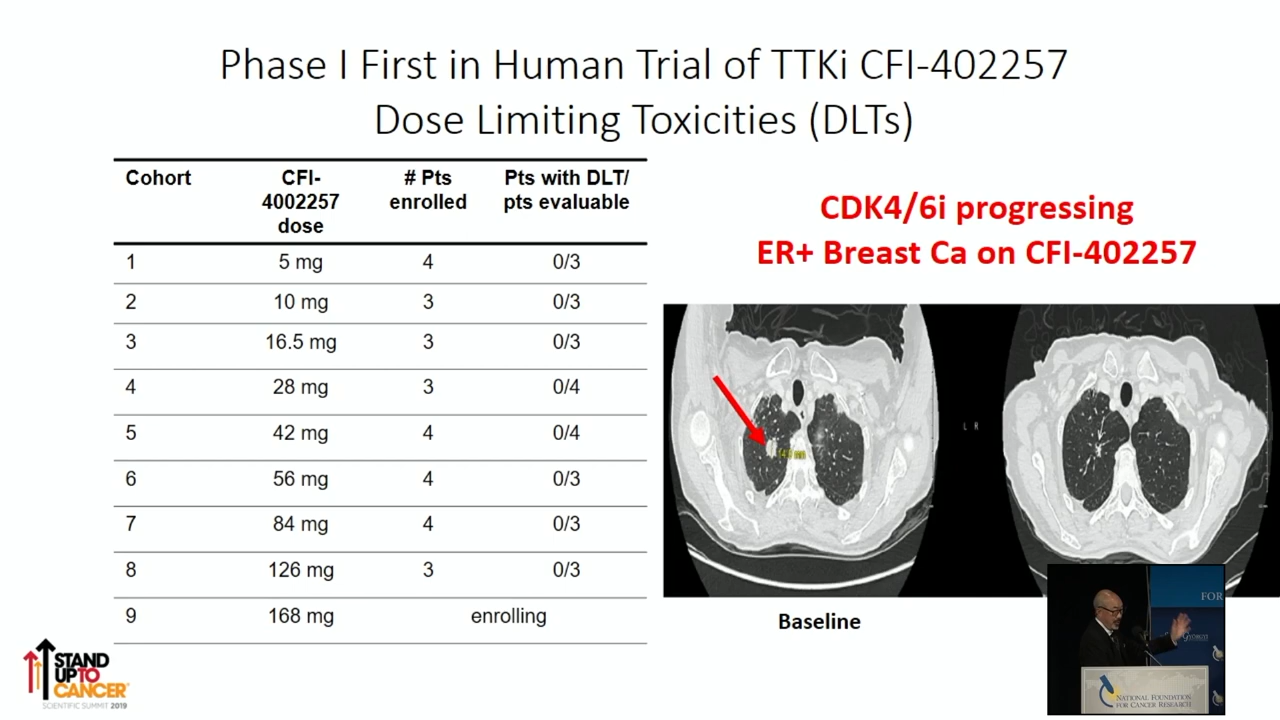 Phase I First in Human Trial of TTKi CFI-402257
Dose Limiting Toxicities (DLTs)
Cohort
CFI-
4002257
dose
# Pts
enrolled
Pts with DLT/
pts evaluable
1 5 mg 4 0/3
2 10 mg 3 0/3
3 16.5 mg 3 0/3
4 28 mg 3 0/4
5 42 mg 4 0/4
6 56 mg 4 0/3
7 84 mg 4 0/3
8 126 mg 3 0/3
9 168 mg enrolling
CDK4/6i progressing
ER+ Breast Ca on CFI-402257
L R
Baseline
STAND
UP TO
CANCER
SCIENTIFIC SUMMIT 2019
FOR
NATIONAL FOUNDATION
FOR CANCER RESEARCH